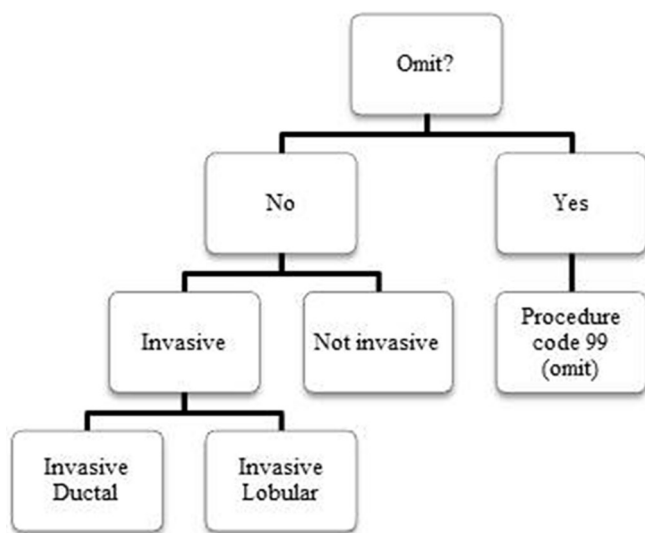 Omit?
No
Yes
Invasive
Not invasive
Procedure
code 99
(omit)
Invasive
Ductal
Invasive
Lobular